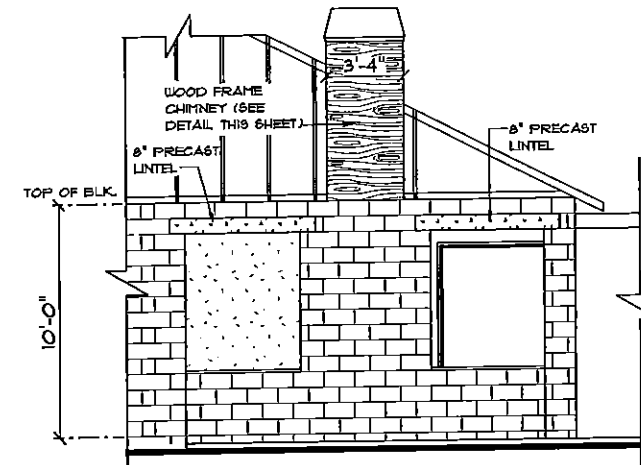 3'-4"
WOOD FRAME
CHIMNEY (SEE
DETAIL THIS SHEET)
8" PRECAST
LINTEL
8" PRECAST
LINTEL
TOP OF BLK.
10'-0"